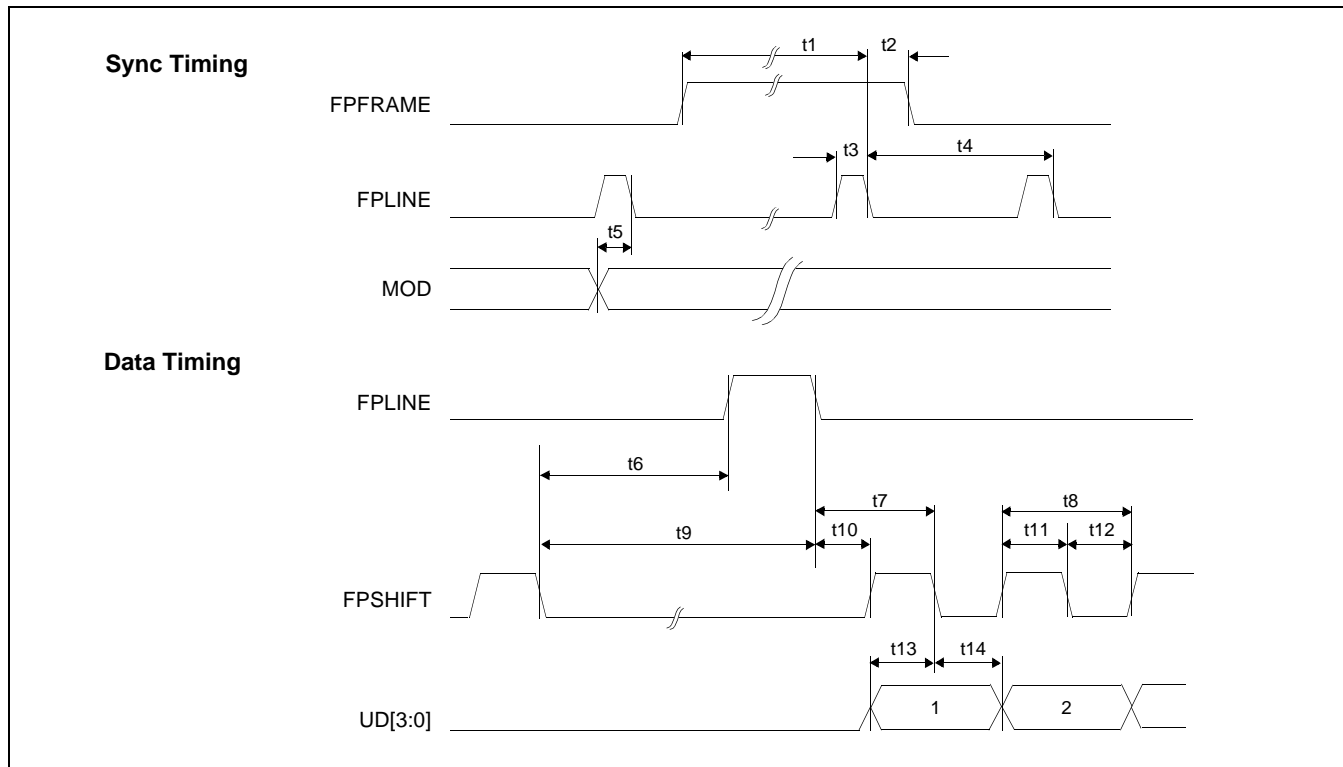 Sync Timing
t1
t2
FPFRAME
t3
t4
FPLINE
t5
MOD
Data Timing
FPLINE
t6
t7
t8
t9
t10
t11
t12
FPSHIFT
t13
t14
UD[3:0]
1
2